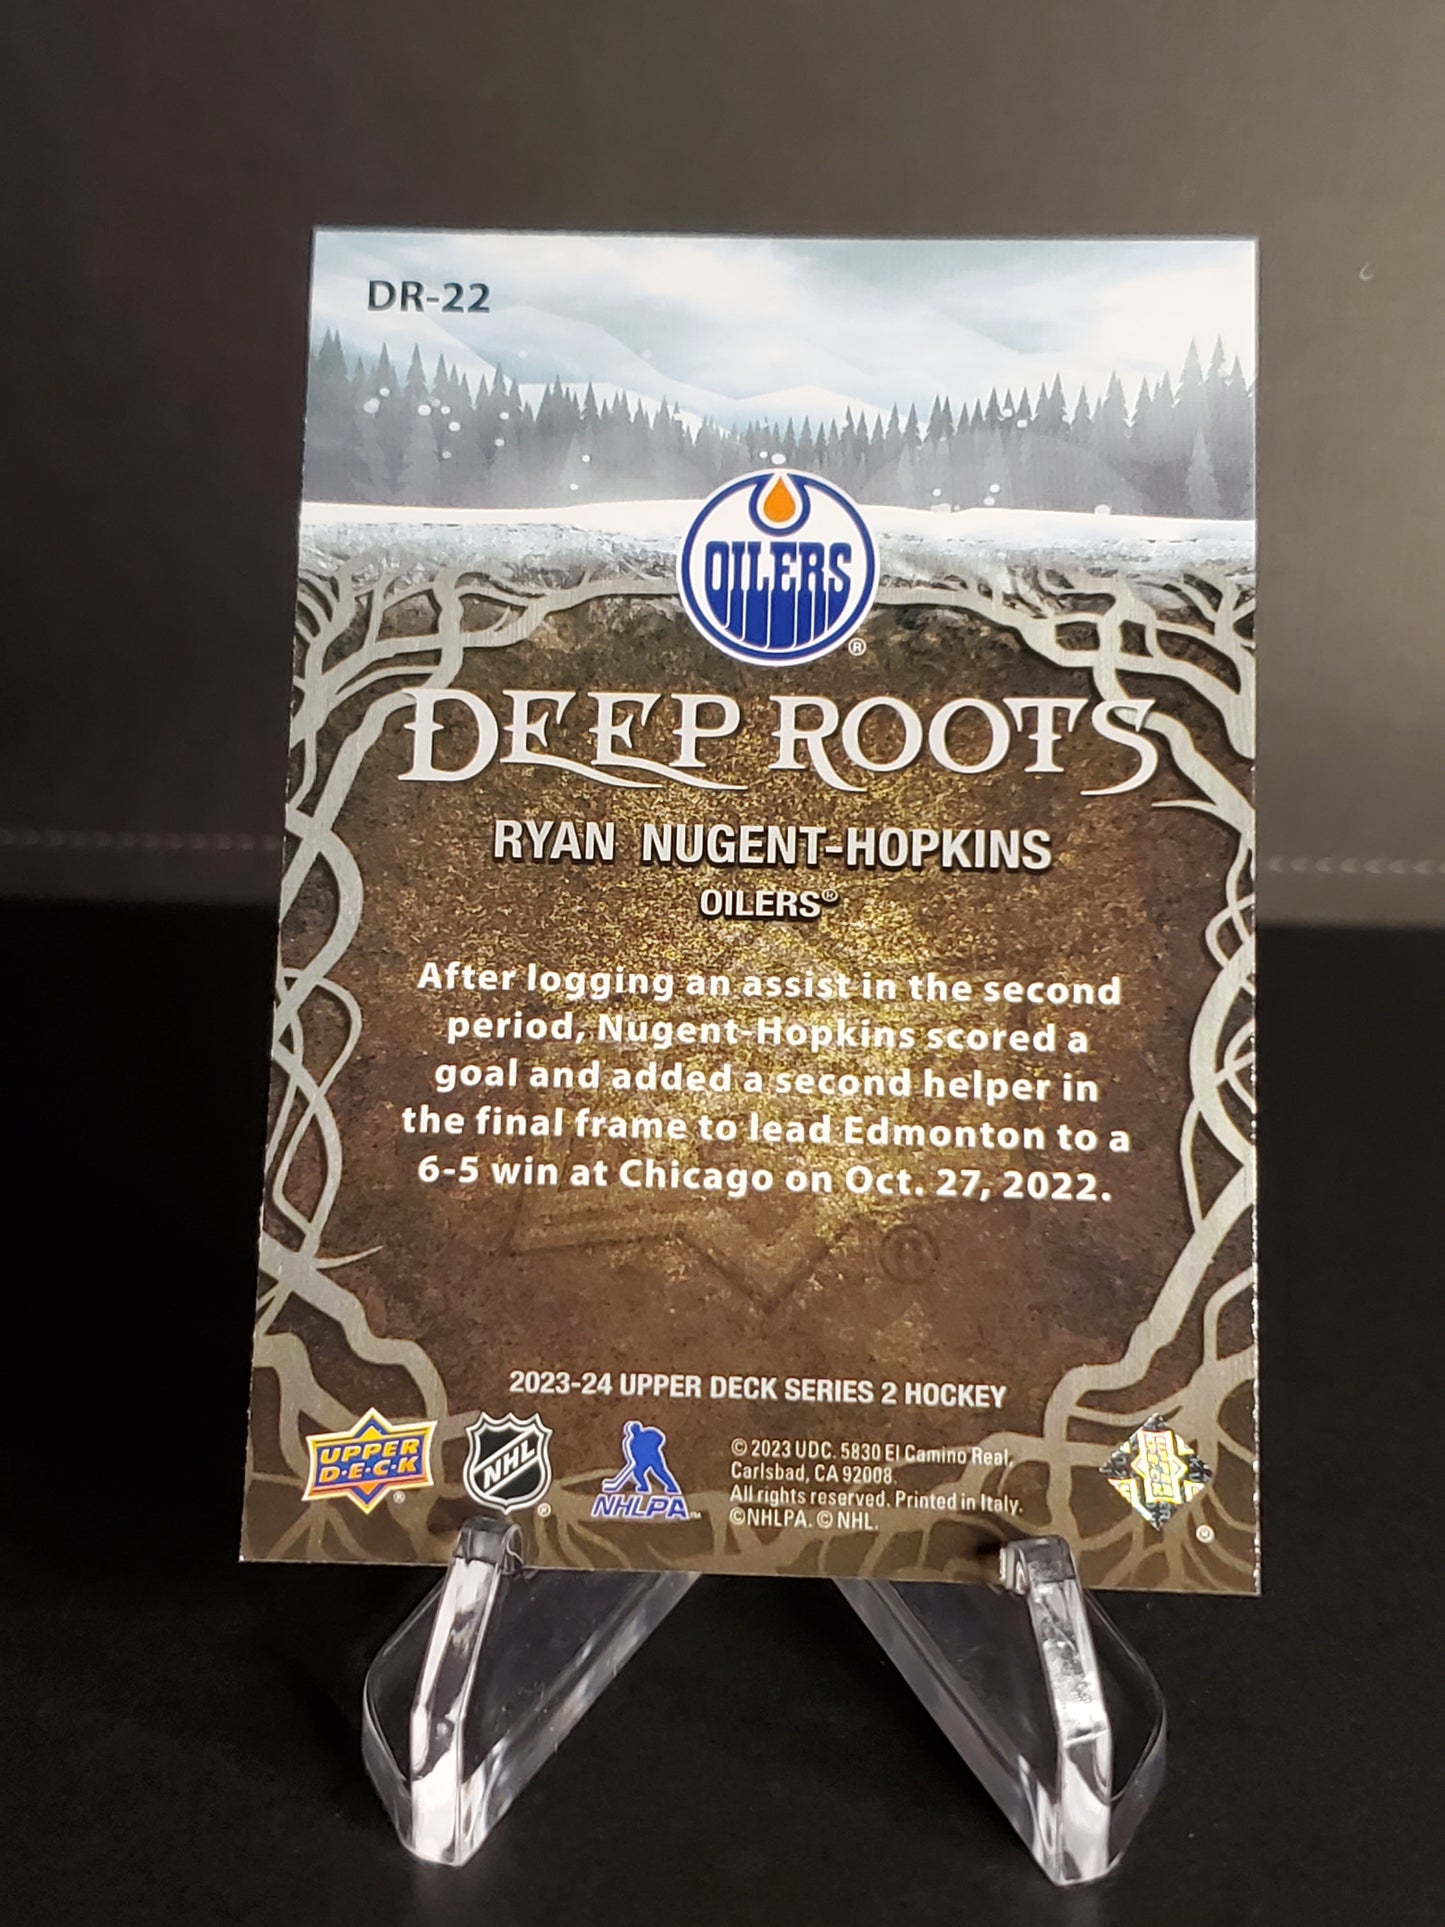 DR-22
OILERS
®
DEEP ROOTS
RYAN NUGENT-HOPKINS
OILERS®
After logging an assist in the second
period, Nugent-Hopkins scored a
goal and added a second helper in
the final frame to lead Edmonton to a
6-5 win at Chicago on Oct. 27, 2022.
®
2023-24 UPPER DECK SERIES 2 HOCKEY
UPPER
D·E·C·K
®
NHL
®
NHLPA™
© 2023 UDC. 5830 El Camino Real,
Carlsbad, CA 92008.
All rights reserved. Printed in Italy.
©NHLPA. © NHL.
®